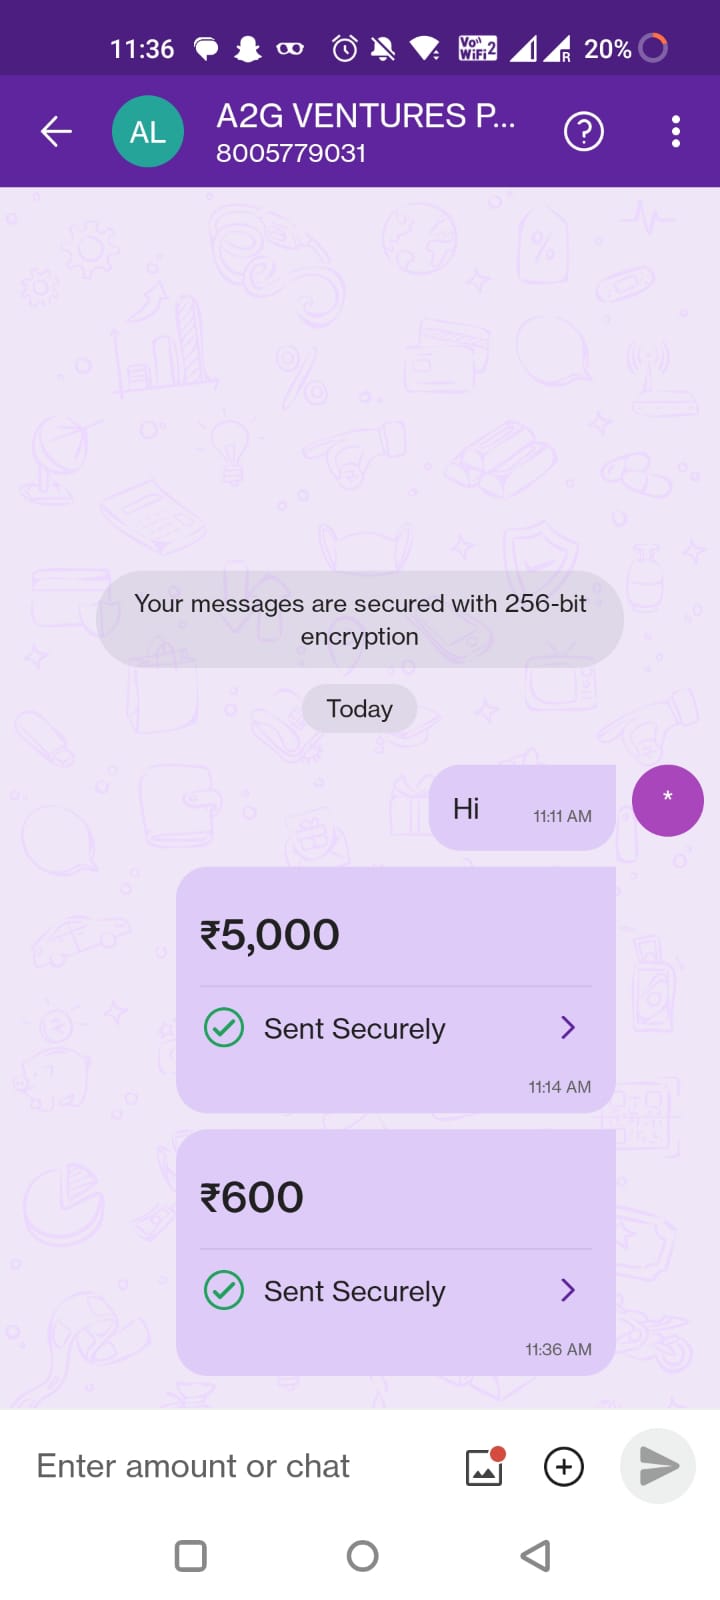 11:36
Vo)) WiFi2
R
20%
AL
A2G VENTURES P...
8005779031
?
Your messages are secured with 256-bit
encryption
Today
Hi
11:11 AM
*
₹5,000
Sent Securely
11:14 AM
₹600
Sent Securely
11:36 AM
Enter amount or chat